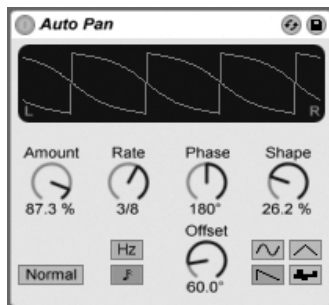 Auto Pan
L R
Amount Rate Phase Shape
87.3 % 3/8 180° 26.2 %
Offset
Hz
Normal 60.0°